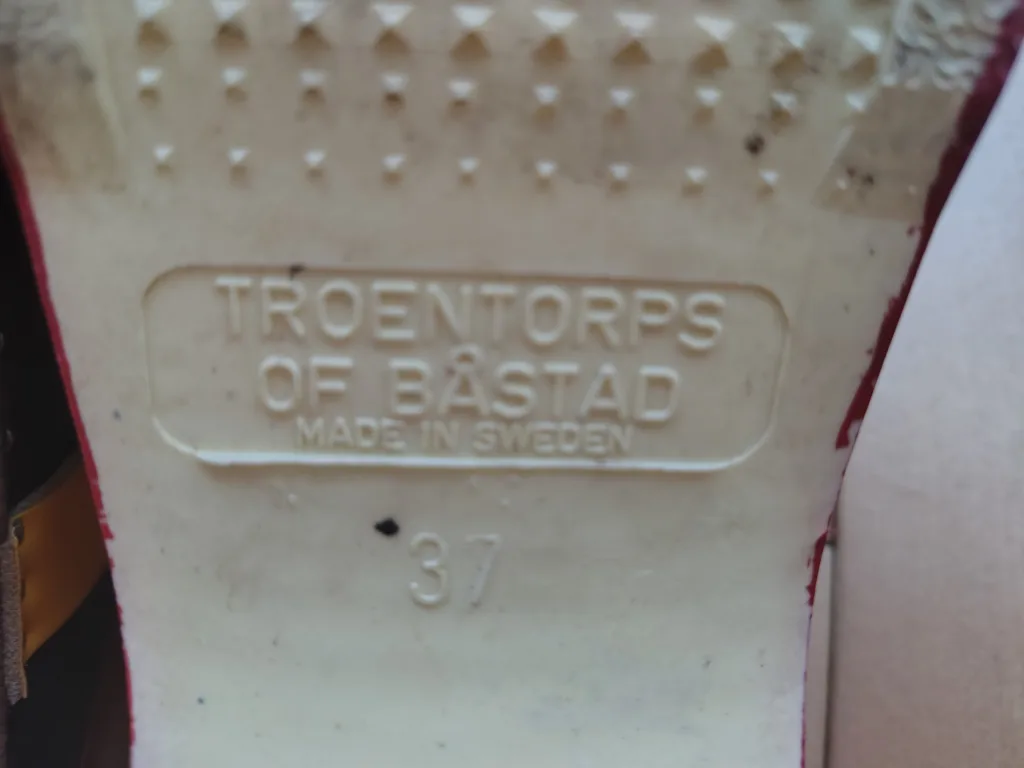 TROENTORPS
OF BÅSTAD
MADE IN SWEDEN
37